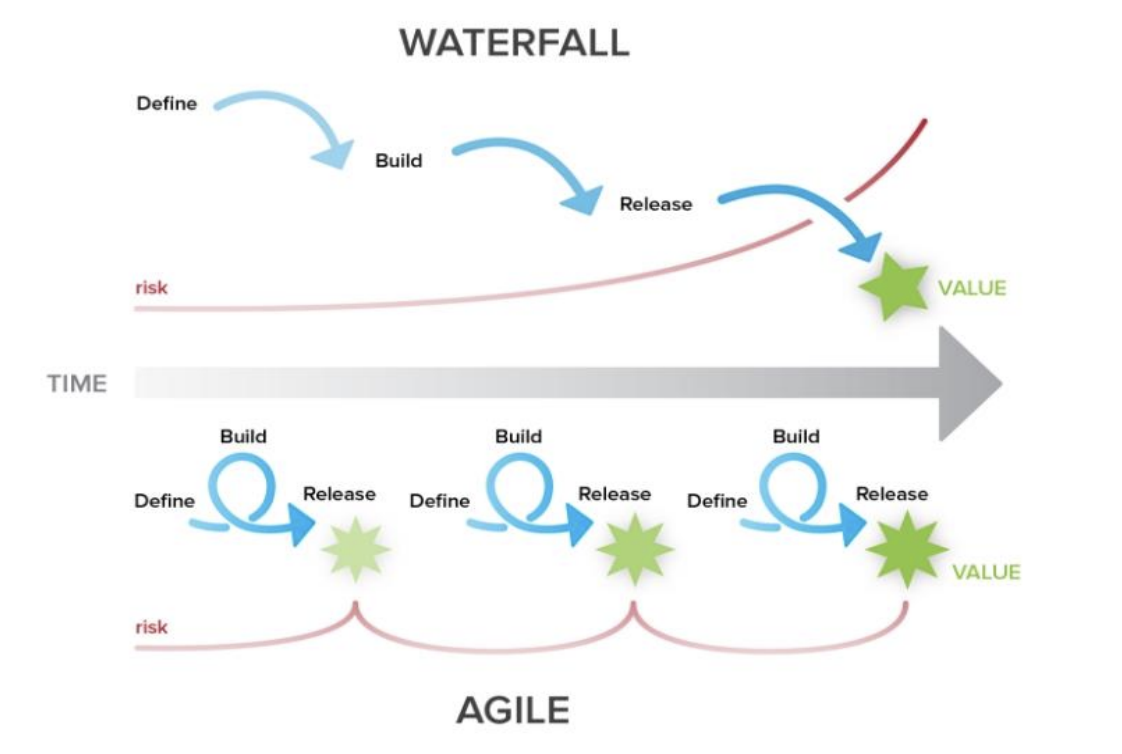 WATERFALL
Define
Build
Release
risk
VALUE
TIME
Build
Build
Build
Define
Release
Define
Release
Define
Release
VALUE
risk
AGILE